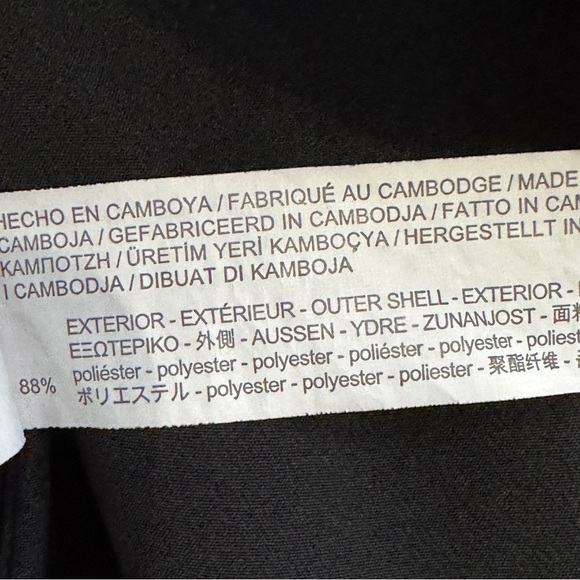 HECHO EN CAMBOYA / FABRIQUÉ AU CAMBODGE / MADE
CAMBOJA / GEFABRICEERD IN CAMBODJA / FATTO IN CAM
ΚΑΜΠΟΤΖΗ / ÜRETİM YERİ KAMBOÇYA / HERGESTELLT IN
I CAMBODJA / DIBUAT DI KAMBOJA
EXTERIOR - EXTÉRIEUR - OUTER SHELL - EXTERIOR -
ΕΞΩΤΕΡΙΚΟ - 外側 - AUSSEN - YDRE - ZUNANJOST - 面料
88% poliéster - polyester - polyester - poliéster - polyester - poliest
ポリエステル - polyester - polyester - poliester - 聚酯纤维 -